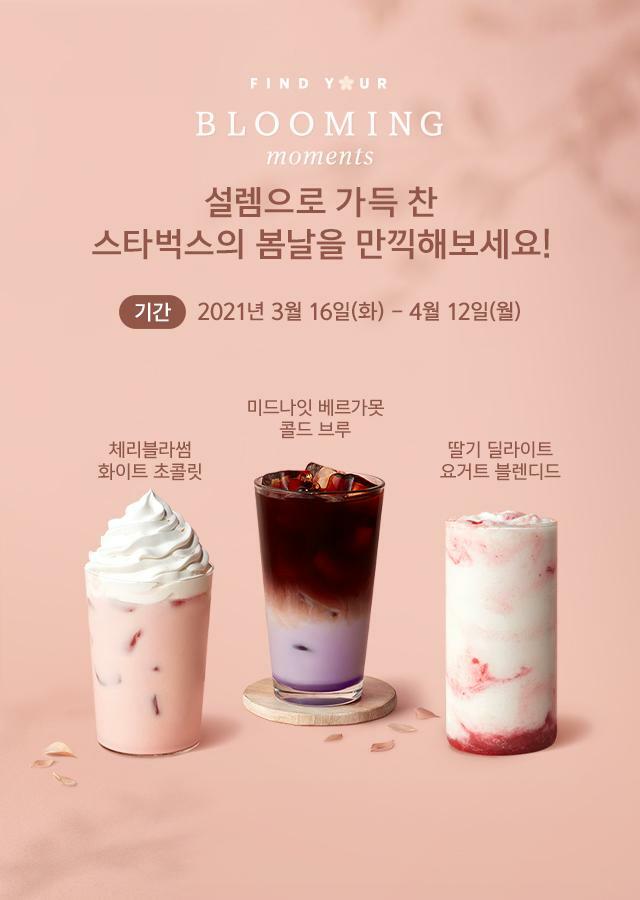 FIND YOUR
BLOOMING
moments
설렘으로 가득 찬
스타벅스의 봄날을 만끽해보세요!
기간 2021년 3월 16일(화) - 4월 12일(월)
미드나잇 베르가못
콜드 브루
체리블라썸
화이트 초콜릿
딸기 딜라이트
요거트 블렌디드